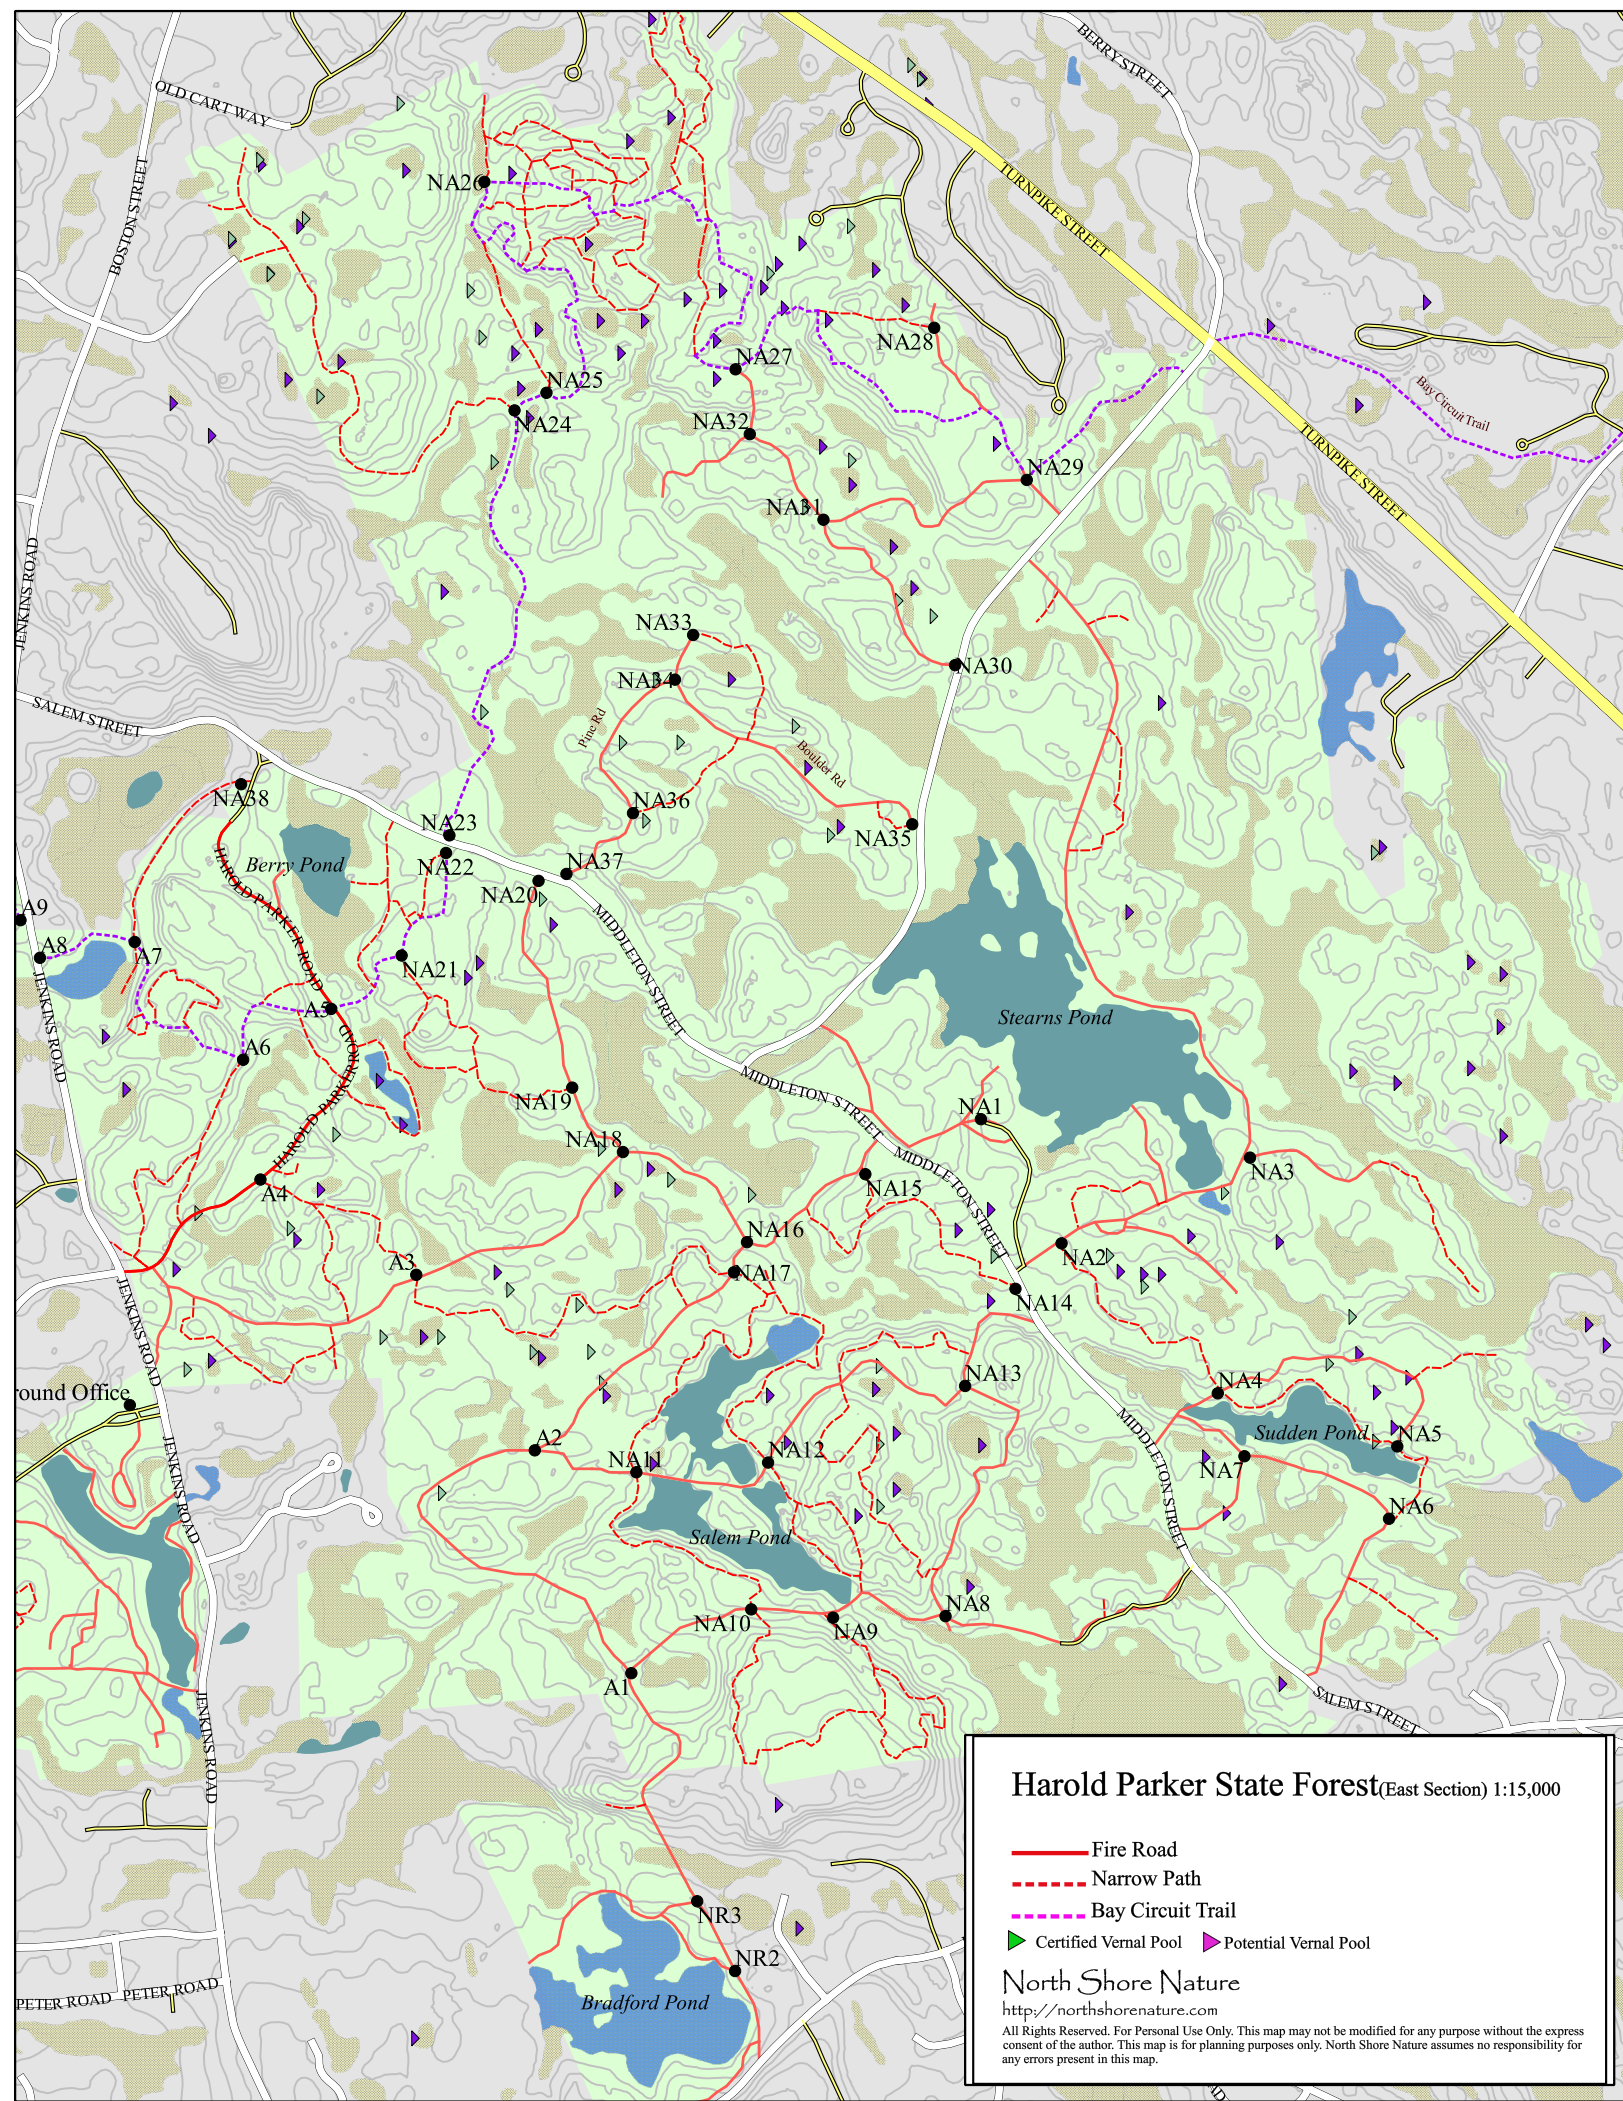 BERRY STREET
OLD CART WAY
TURNPIKE STREET
BOSTON STREET
NA26
NA28
NA27
NA25
NA24
Bay Circuit Trail
NA32
TURNPIKE STREET
NA29
NA31
JENKINS ROAD
NA33
NA30
NA34
SALEM STREET
Pine Rd
Boulder Rd
NA38
NA36
NA23
NA35
NA22
Berry Pond
NA37
NA20
HAROLD PARKER ROAD
A9
MIDDLETON STREET
A8
A7
NA21
JENKINS ROAD
A5
Stearns Pond
A6
HAROLD PARKER ROAD
MIDDLETON STREET
NA19
NA1
NA18
MIDDLETON STREET
NA3
A4
NA15
NA16
A3
NA2
NA17
JENKINS ROAD
NA14
NA13
NA4
round Office
MIDDLETON STREET
A2
Sudden Pond
NA5
NA12
NA11
NA7
JENKINS ROAD
NA6
Salem Pond
NA8
NA10
NA9
A1
JENKINS ROAD
SALEM STREET
NR3
NR2
PETER ROAD
PETER ROAD
Bradford Pond
Harold Parker State Forest(East Section) 1:15,000
Fire Road
Narrow Path
Bay Circuit Trail
Certified Vernal Pool
Potential Vernal Pool
North Shore Nature
http://northshorenature.com
All Rights Reserved. For Personal Use Only. This map may not be modified for any purpose without the express
consent of the author. This map is for planning purposes only. North Shore Nature assumes no responsibility for
any errors present in this map.